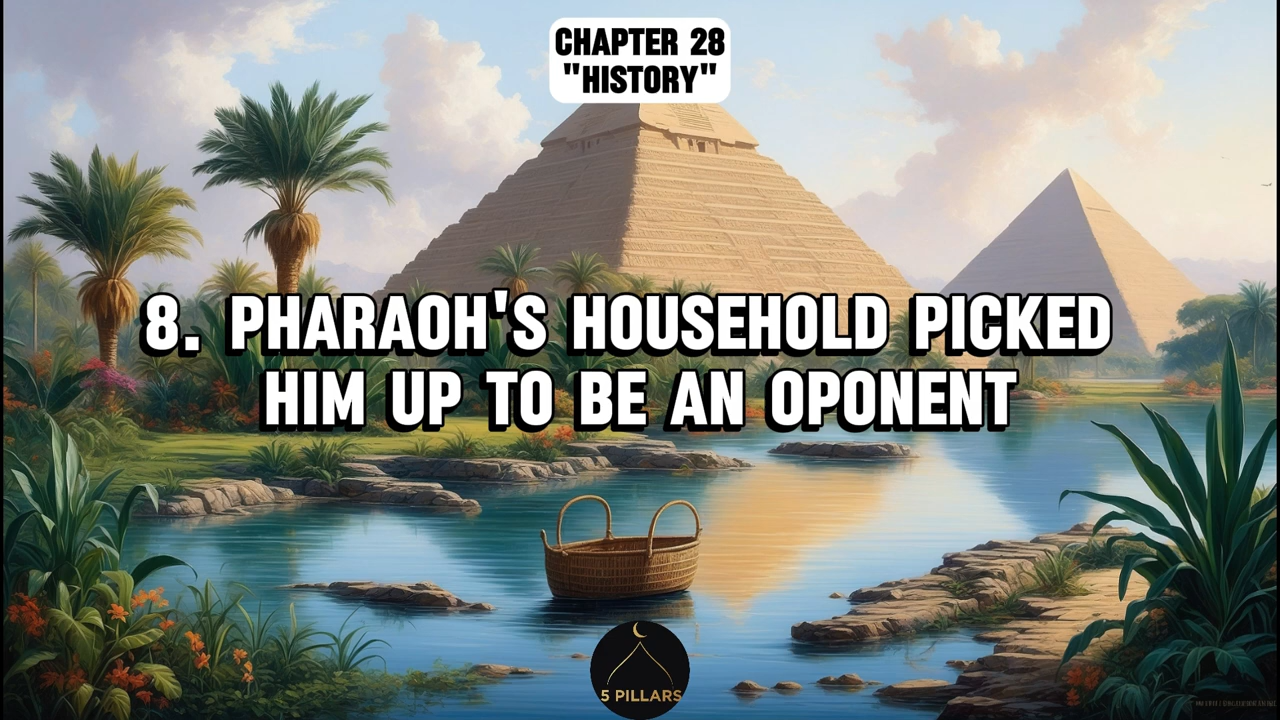 CHAPTER 28
"HISTORY"
8. PHARAOH'S HOUSEHOLD PICKED
HIM UP TO BE AN OPONENT
5 PILLARS